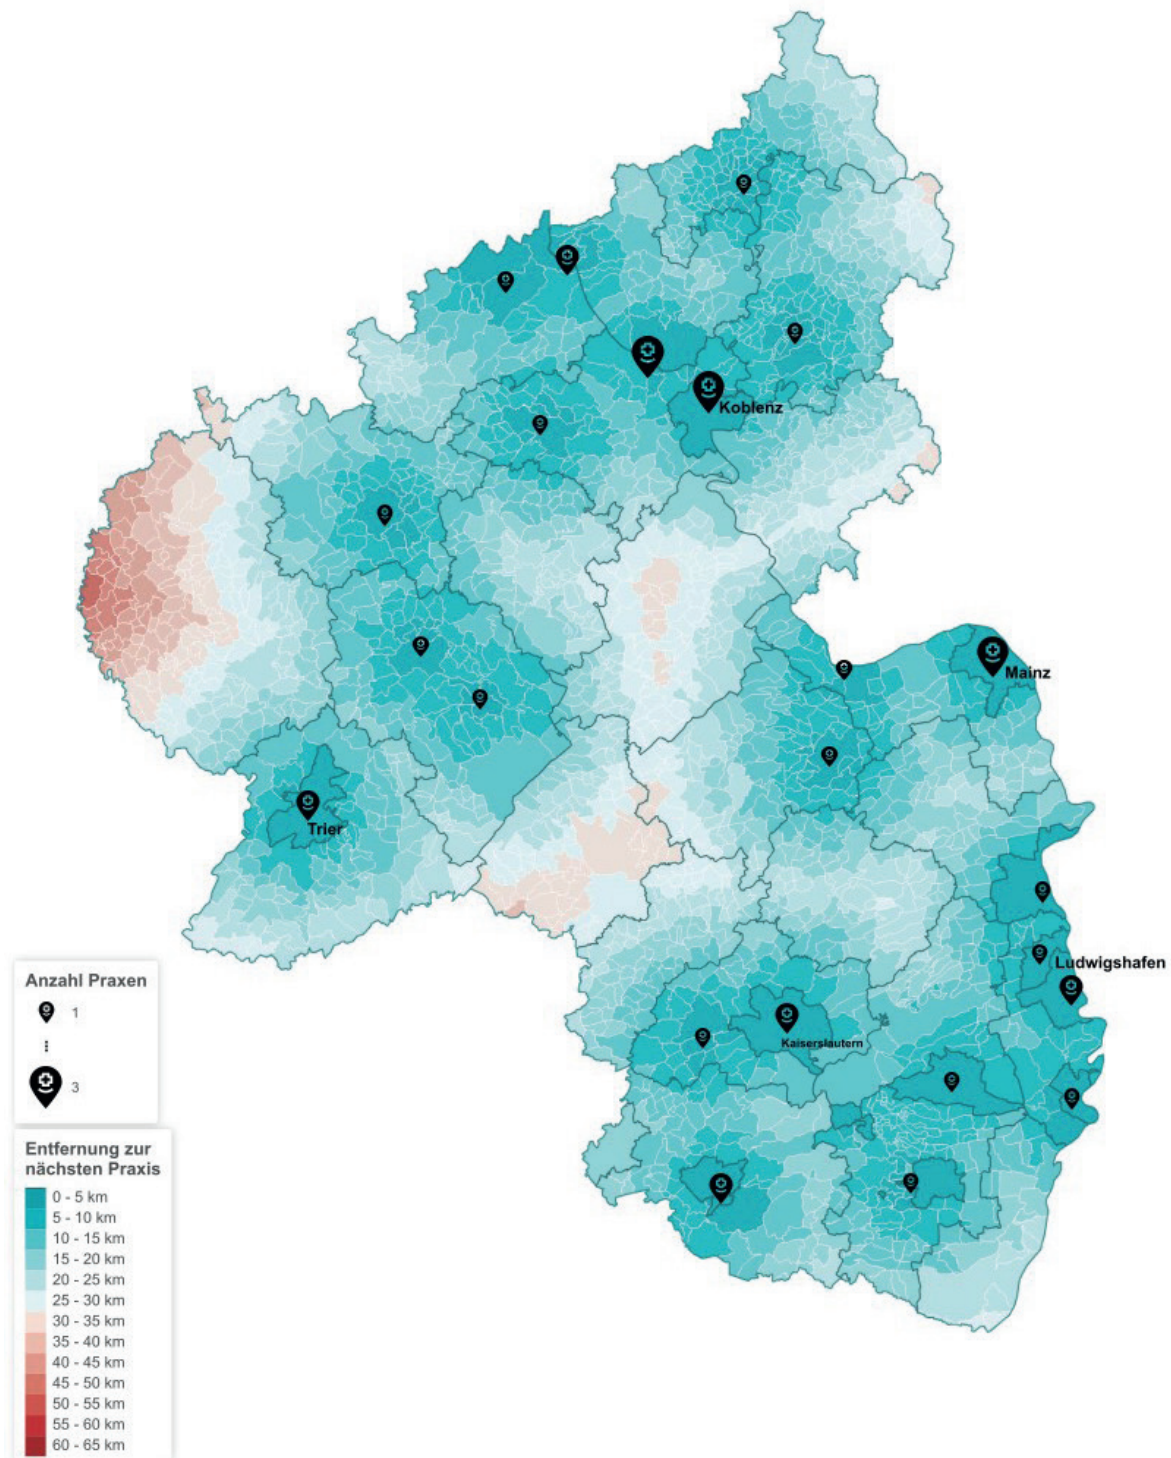 Koblenz
Mainz
Trier
Ludwigshafen
Kaiserslautern
Anzahl Praxen
1
⋮
3
Entfernung zur
nächsten Praxis
0 - 5 km
5 - 10 km
10 - 15 km
15 - 20 km
20 - 25 km
25 - 30 km
30 - 35 km
35 - 40 km
40 - 45 km
45 - 50 km
50 - 55 km
55 - 60 km
60 - 65 km